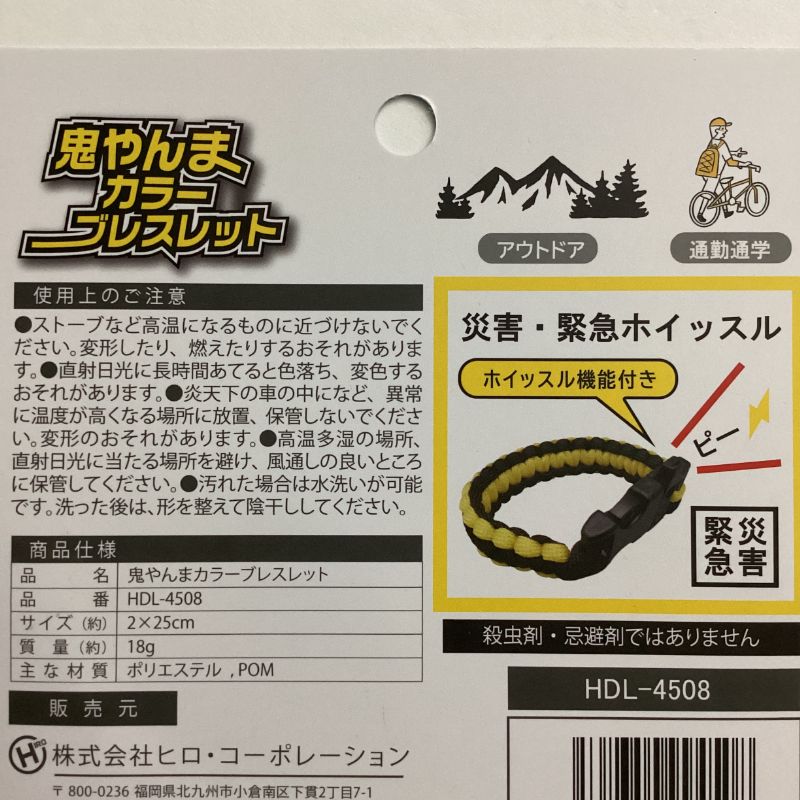 鬼やんま
カラー
ブレスレット
アウトドア
通勤通学
使用上のご注意
●ストーブなど高温になるものに近づけないでく
ださい。変形したり、燃えたりするおそれがありま
す。●直射日光に長時間あてると色落ち、変色する
おそれがあります。●炎天下の車の中になど、異常
に温度が高くなる場所に放置、保管しないでくださ
い。変形のおそれがあります。●高温多湿の場所、
直射日光に当たる場所を避け、風通しの良いところ
に保管してください。●汚れた場合は水洗いが可能
です。洗った後は、形を整えて陰干ししてください。
災害・緊急ホイッスル
ホイッスル機能付き
ピー
災害
緊急
商品仕様
品名 鬼やんまカラーブレスレット
品番 HDL-4508
サイズ(約) 2×25cm
質量(約) 18g
主な材質 ポリエステル,POM
殺虫剤・忌避剤ではありません
HDL-4508
販売元
HIRO 株式会社ヒロ・コーポレーション
〒800-0236 福岡県北九州市小倉南区下貫2丁目7-1